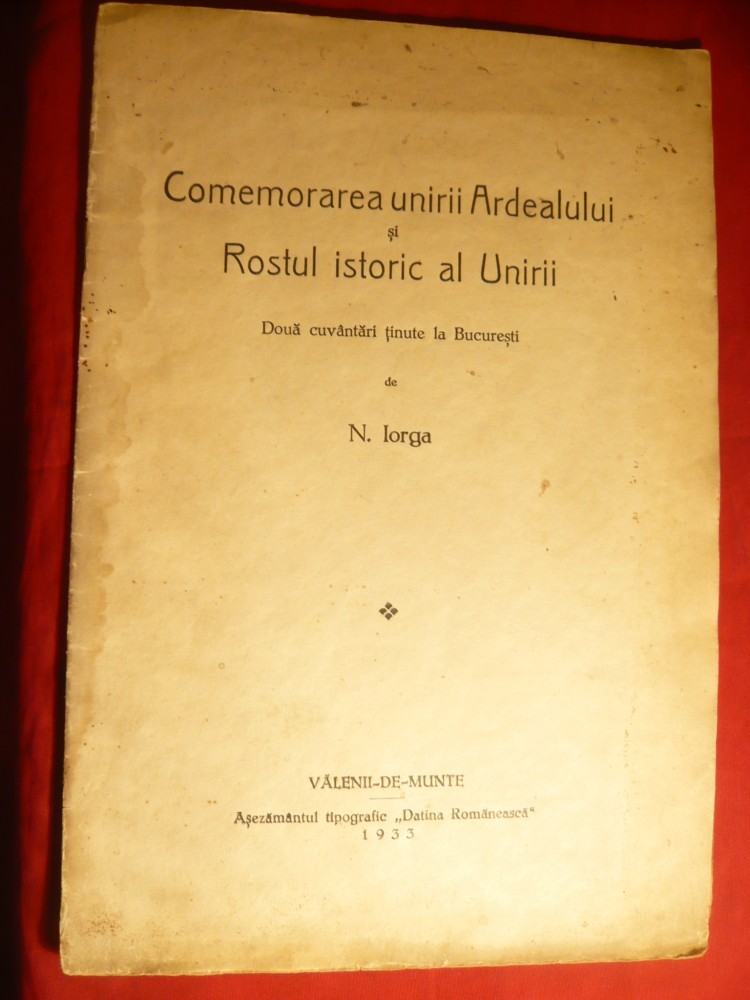 Comemorarea unirii Ardealului
și
Rostul istoric al Unirii
Două cuvântări ținute la București
de
N. Iorga
VĂLENII-DE-MUNTE
Așezământul tipografic „Datina Românească“
1933